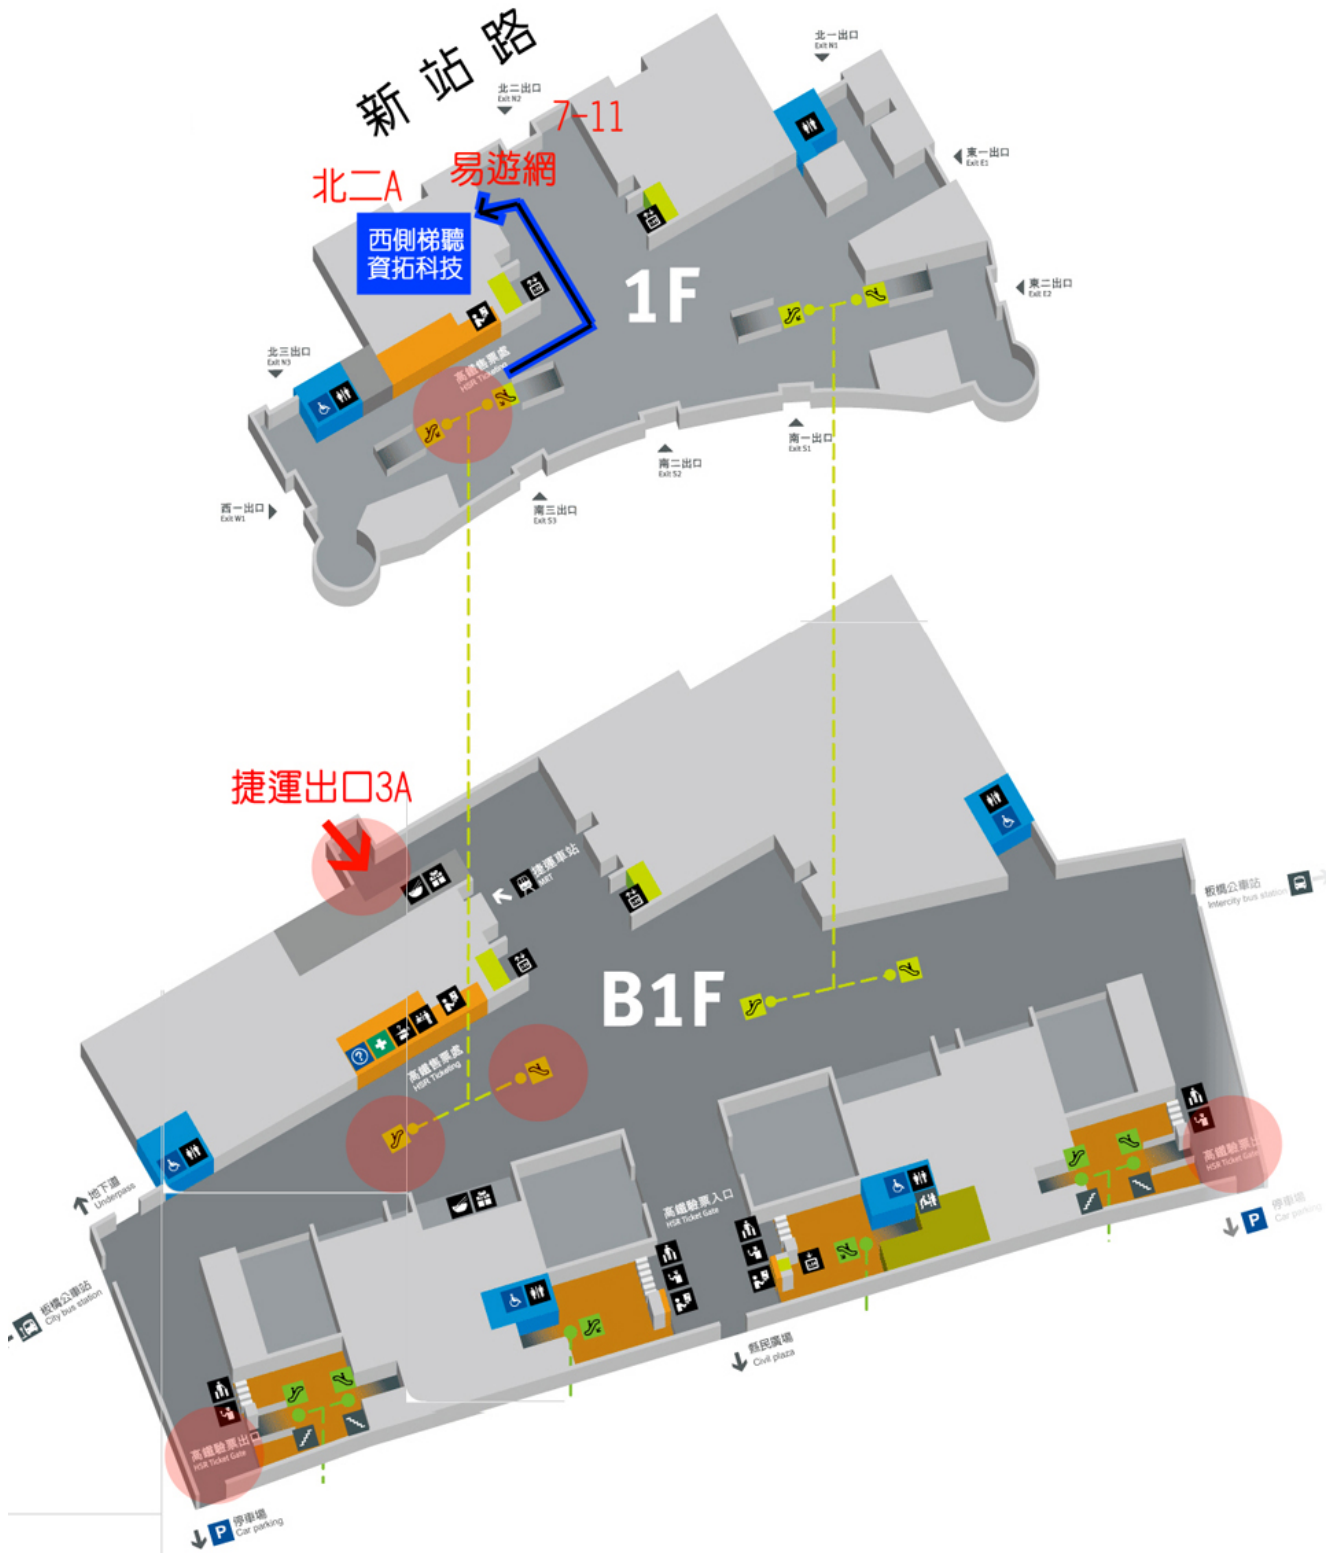 新站路
北一出口
Exit N1
北二出口
Exit N2
7-11
易遊網
北二A
東一出口
Exit E1
西側梯聽
資拓科技
1F
東二出口
Exit E2
北三出口
Exit N3
高鐵售票處
HSR Ticketing
南一出口
Exit S1
南二出口
Exit S2
西一出口
Exit W1
南三出口
Exit S3
捷運出口3A
捷運車站
MRT
板橋公車站
Intercity bus station
B1F
高鐵售票處
HSR Ticketing
高鐵驗票出
HSR Ticket Gate
地下道
Underpass
高鐵驗票入口
HSR Ticket Gate
停車場
Car parking
P
板橋公車站
City bus station
縣民廣場
Civil plaza
高鐵驗票出口
HSR Ticket Gate
停車場
Car parking
P